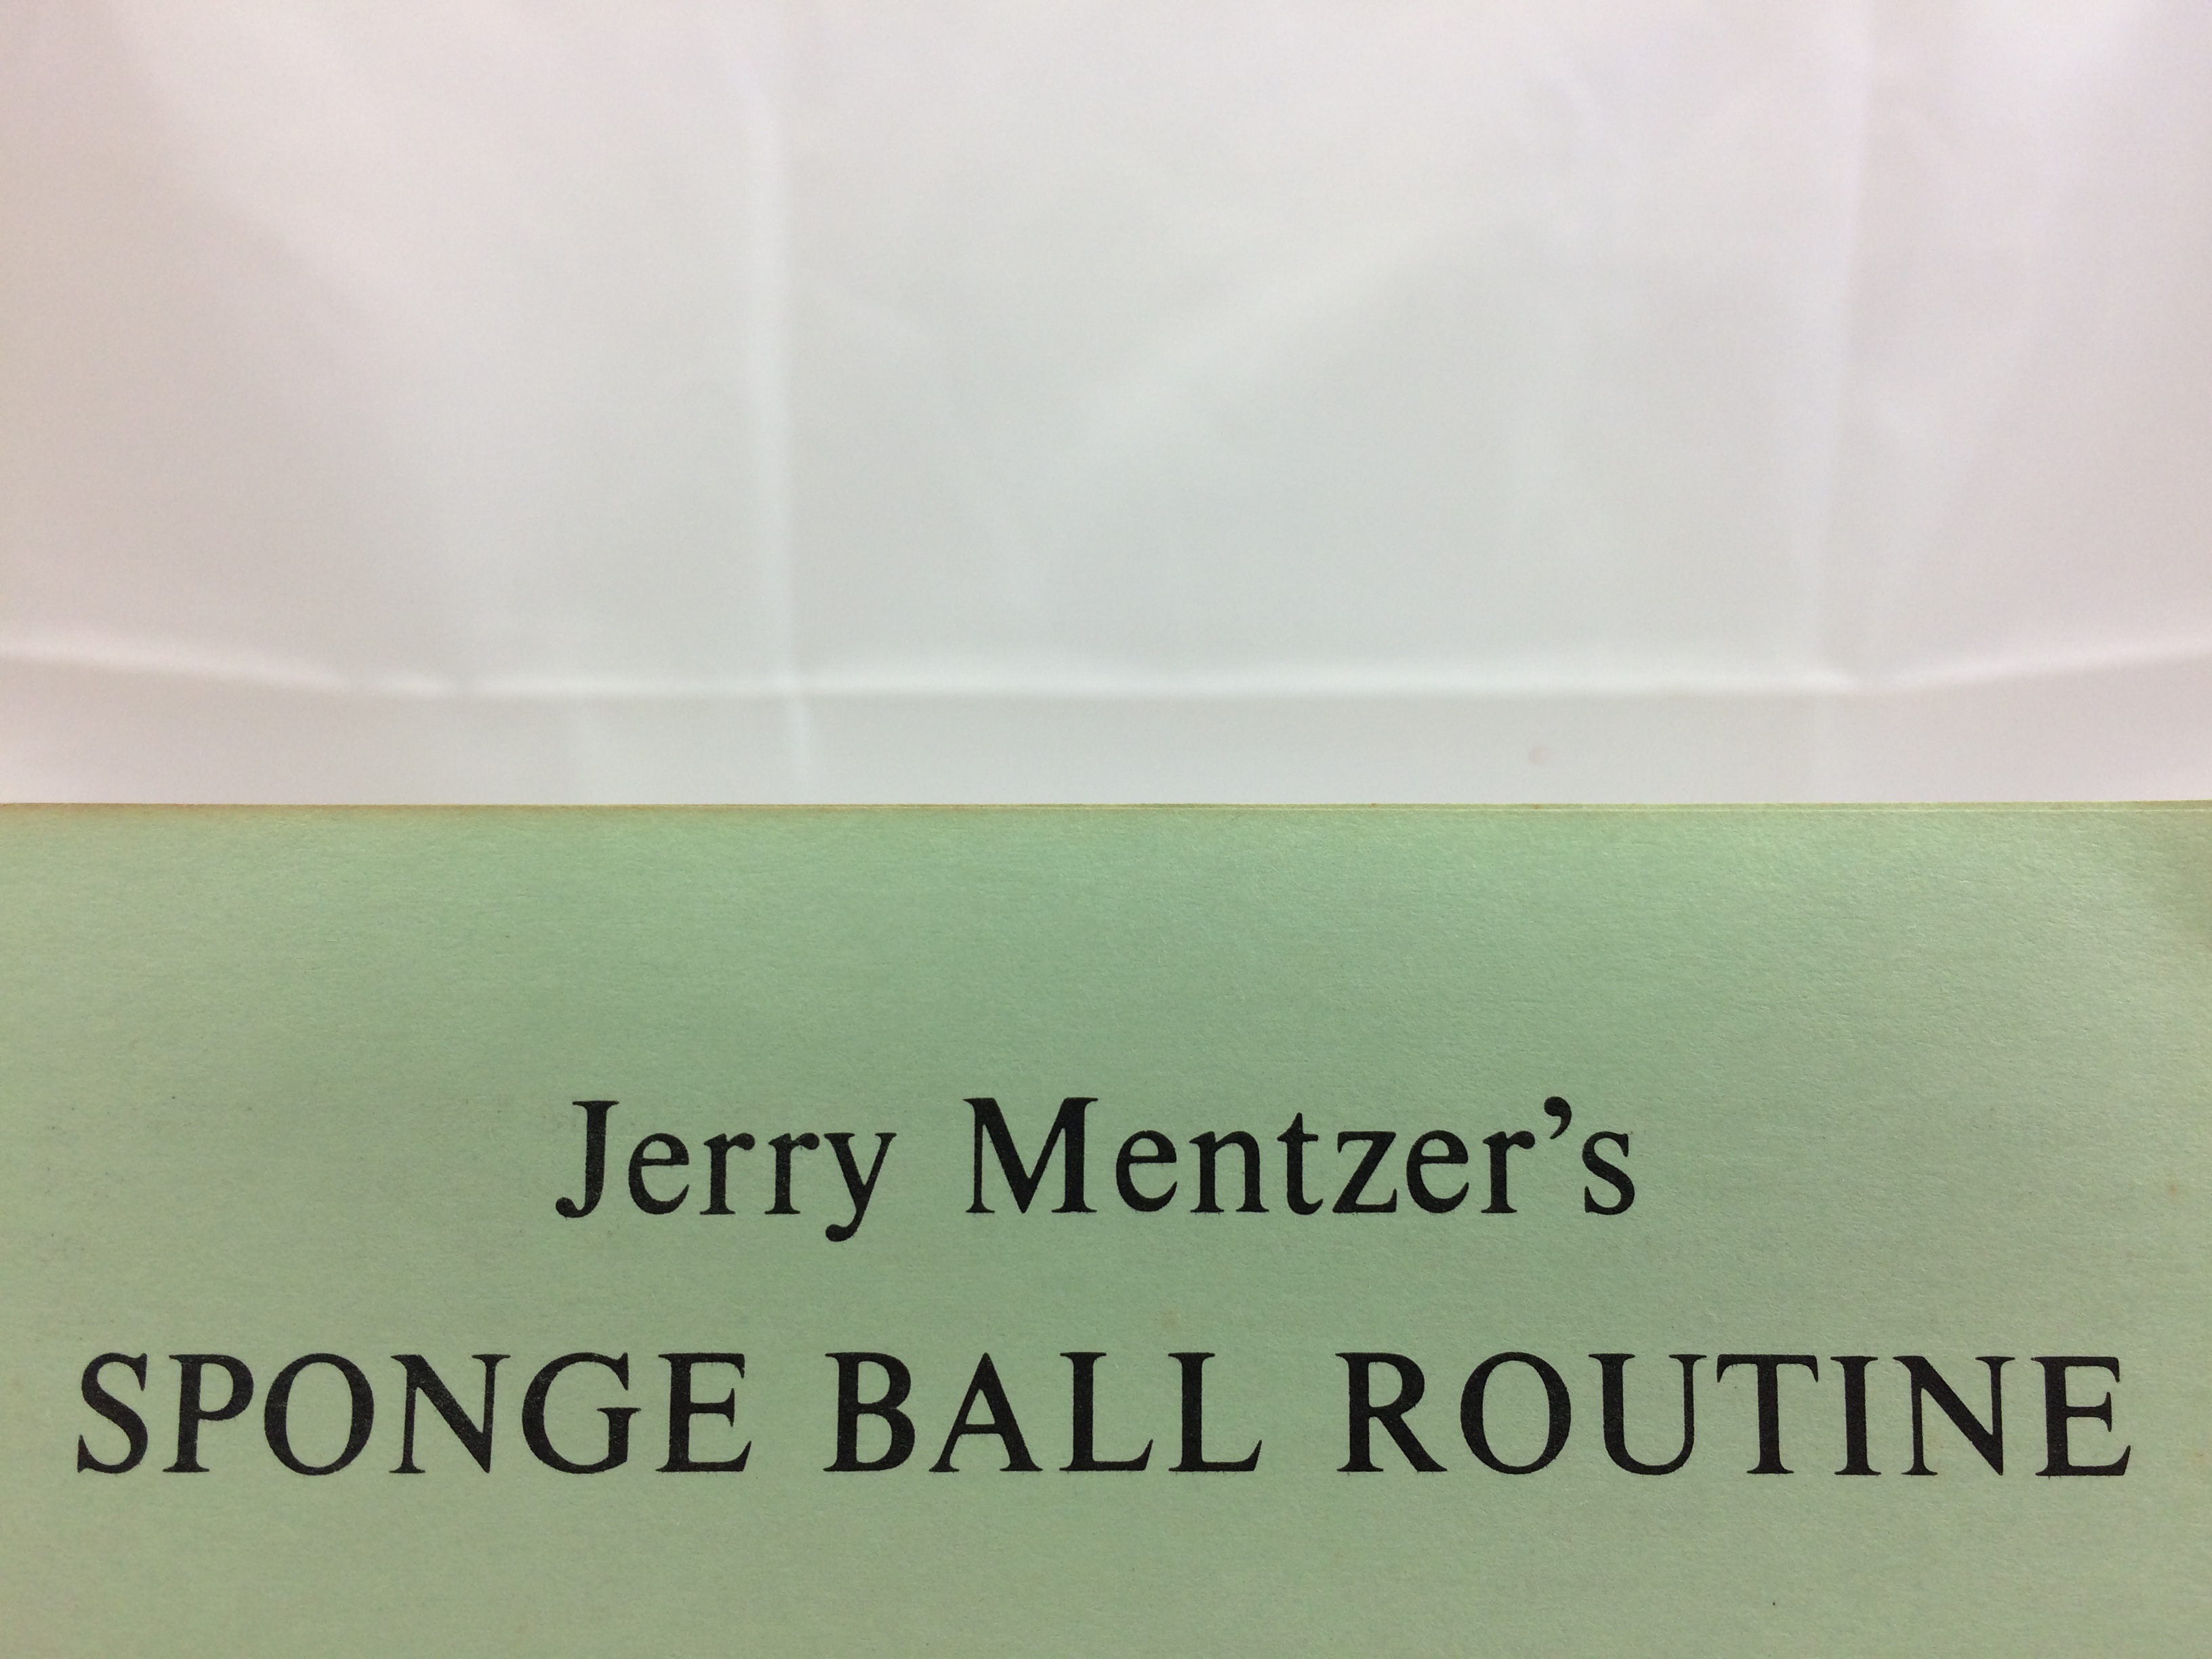 Jerry Mentzer’s
SPONGE BALL ROUTINE